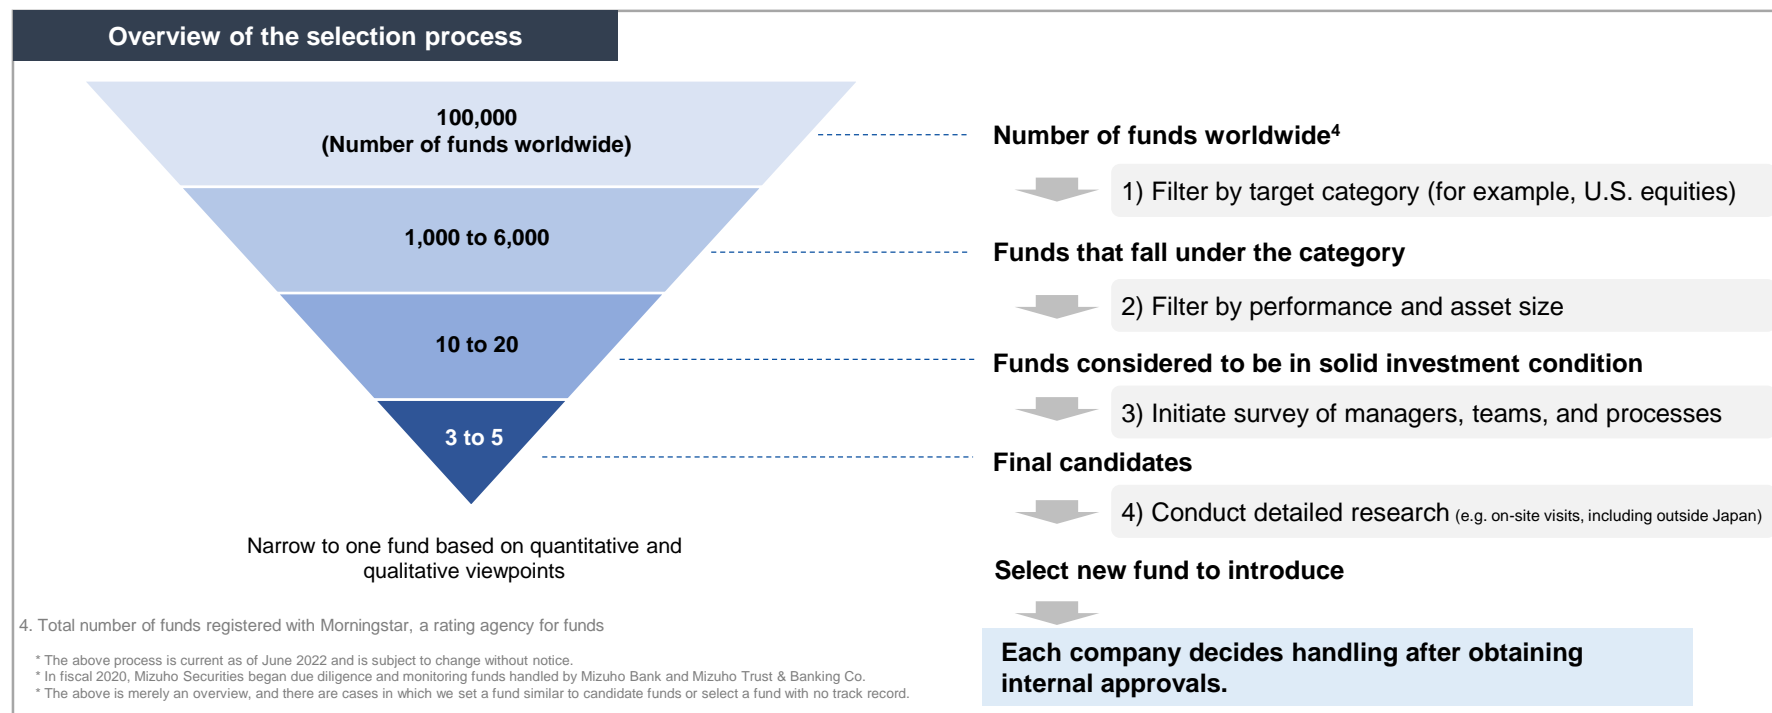 Overview of the selection process
100,000
(Number of funds worldwide)
1,000 to 6,000
10 to 20
3 to 5
Narrow to one fund based on quantitative and
qualitative viewpoints
Number of funds worldwide4
1) Filter by target category (for example, U.S. equities)
Funds that fall under the category
2) Filter by performance and asset size
Funds considered to be in solid investment condition
3) Initiate survey of managers, teams, and processes
Final candidates
4) Conduct detailed research (e.g. on-site visits, including outside Japan)
Select new fund to introduce
Each company decides handling after obtaining
internal approvals.
4. Total number of funds registered with Morningstar, a rating agency for funds
* The above process is current as of June 2022 and is subject to change without notice.
* In fiscal 2020, Mizuho Securities began due diligence and monitoring funds handled by Mizuho Bank and Mizuho Trust & Banking Co.
* The above is merely an overview, and there are cases in which we set a fund similar to candidate funds or select a fund with no track record.